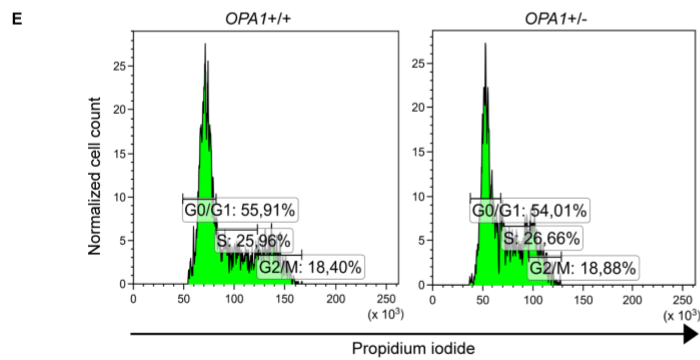 E
OPA1+/+
OPA1+/-
Normalized cell count
25
20
15
10
5
0
G0/G1: 55,91%
S: 25,96%
G2/M: 18,40%
0 50 100 150 200 250
(x 10³)
25
20
15
10
5
0
G0/G1: 54,01%
S: 26,66%
G2/M: 18,88%
0 50 100 150 200 250
(x 10³)
Propidium iodide